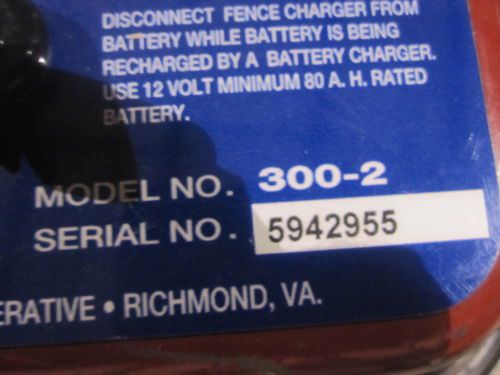 DISCONNECT FENCE CHARGER FROM
BATTERY WHILE BATTERY IS BEING
RECHARGED BY A BATTERY CHARGER.
USE 12 VOLT MINIMUM 80 A. H. RATED
BATTERY.
MODEL NO. 300-2
SERIAL NO. 5942955
ERATIVE • RICHMOND, VA.